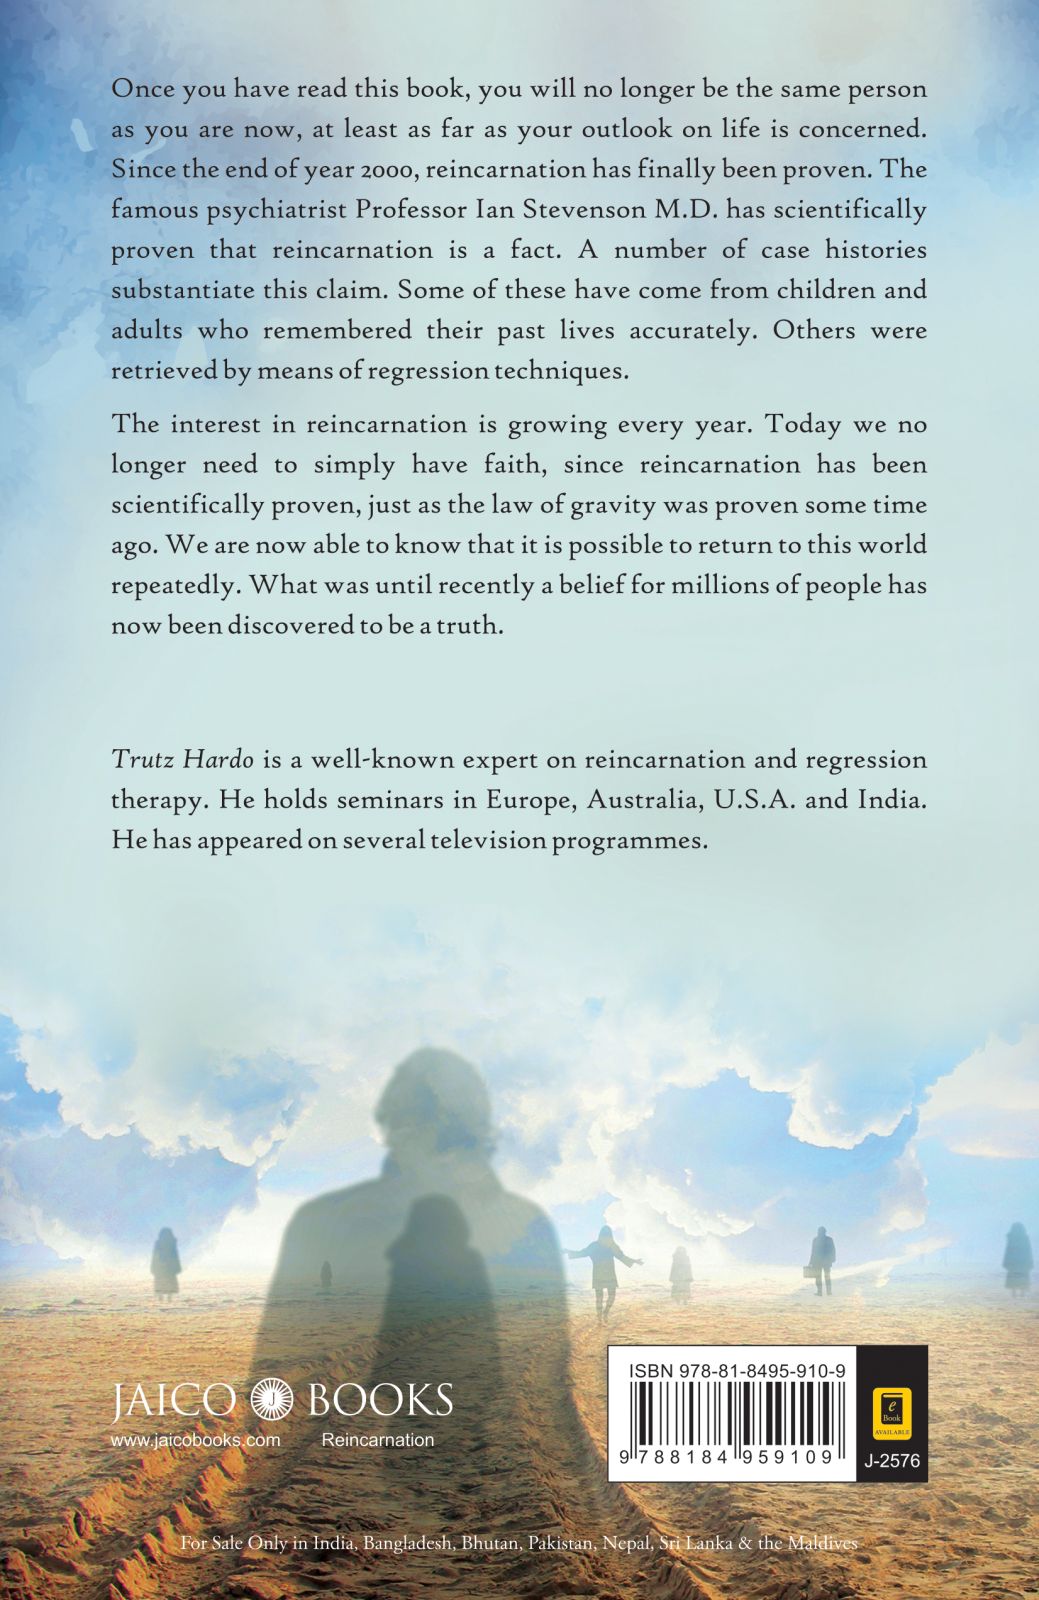 Once you have read this book, you will no longer be the same person
as you are now, at least as far as your outlook on life is concerned.
Since the end of year 2000, reincarnation has finally been proven. The
famous psychiatrist Professor Ian Stevenson M.D. has scientifically
proven that reincarnation is a fact. A number of case histories
substantiate this claim. Some of these have come from children and
adults who remembered their past lives accurately. Others were
retrieved by means of regression techniques.
The interest in reincarnation is growing every year. Today we no
longer need to simply have faith, since reincarnation has been
scientifically proven, just as the law of gravity was proven some time
ago. We are now able to know that it is possible to return to this world
repeatedly. What was until recently a belief for millions of people has
now been discovered to be a truth.
Trutz Hardo is a well-known expert on reincarnation and regression
therapy. He holds seminars in Europe, Australia, U.S.A. and India.
He has appeared on several television programmes.
JAICO J BOOKS
www.jaicobooks.com Reincarnation
ISBN 978-81-8495-910-9
9 788184 959109
e
Book
AVAILABLE
J-2576
For Sale Only in India, Bangladesh, Bhutan, Pakistan, Nepal, Sri Lanka & the Maldives